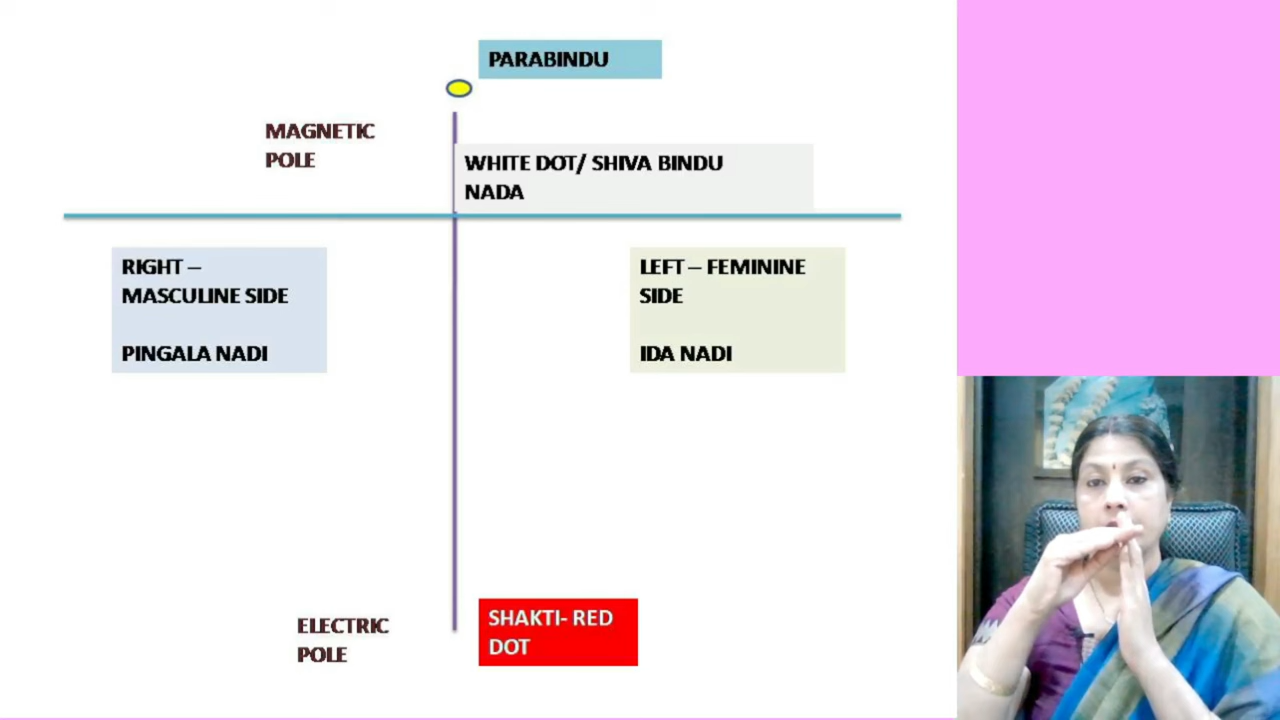 PARABINDU
MAGNETIC
POLE
WHITE DOT/ SHIVA BINDU
NADA
RIGHT –
MASCULINE SIDE
PINGALA NADI
LEFT – FEMININE
SIDE
IDA NADI
ELECTRIC
POLE
SHAKTI- RED
DOT